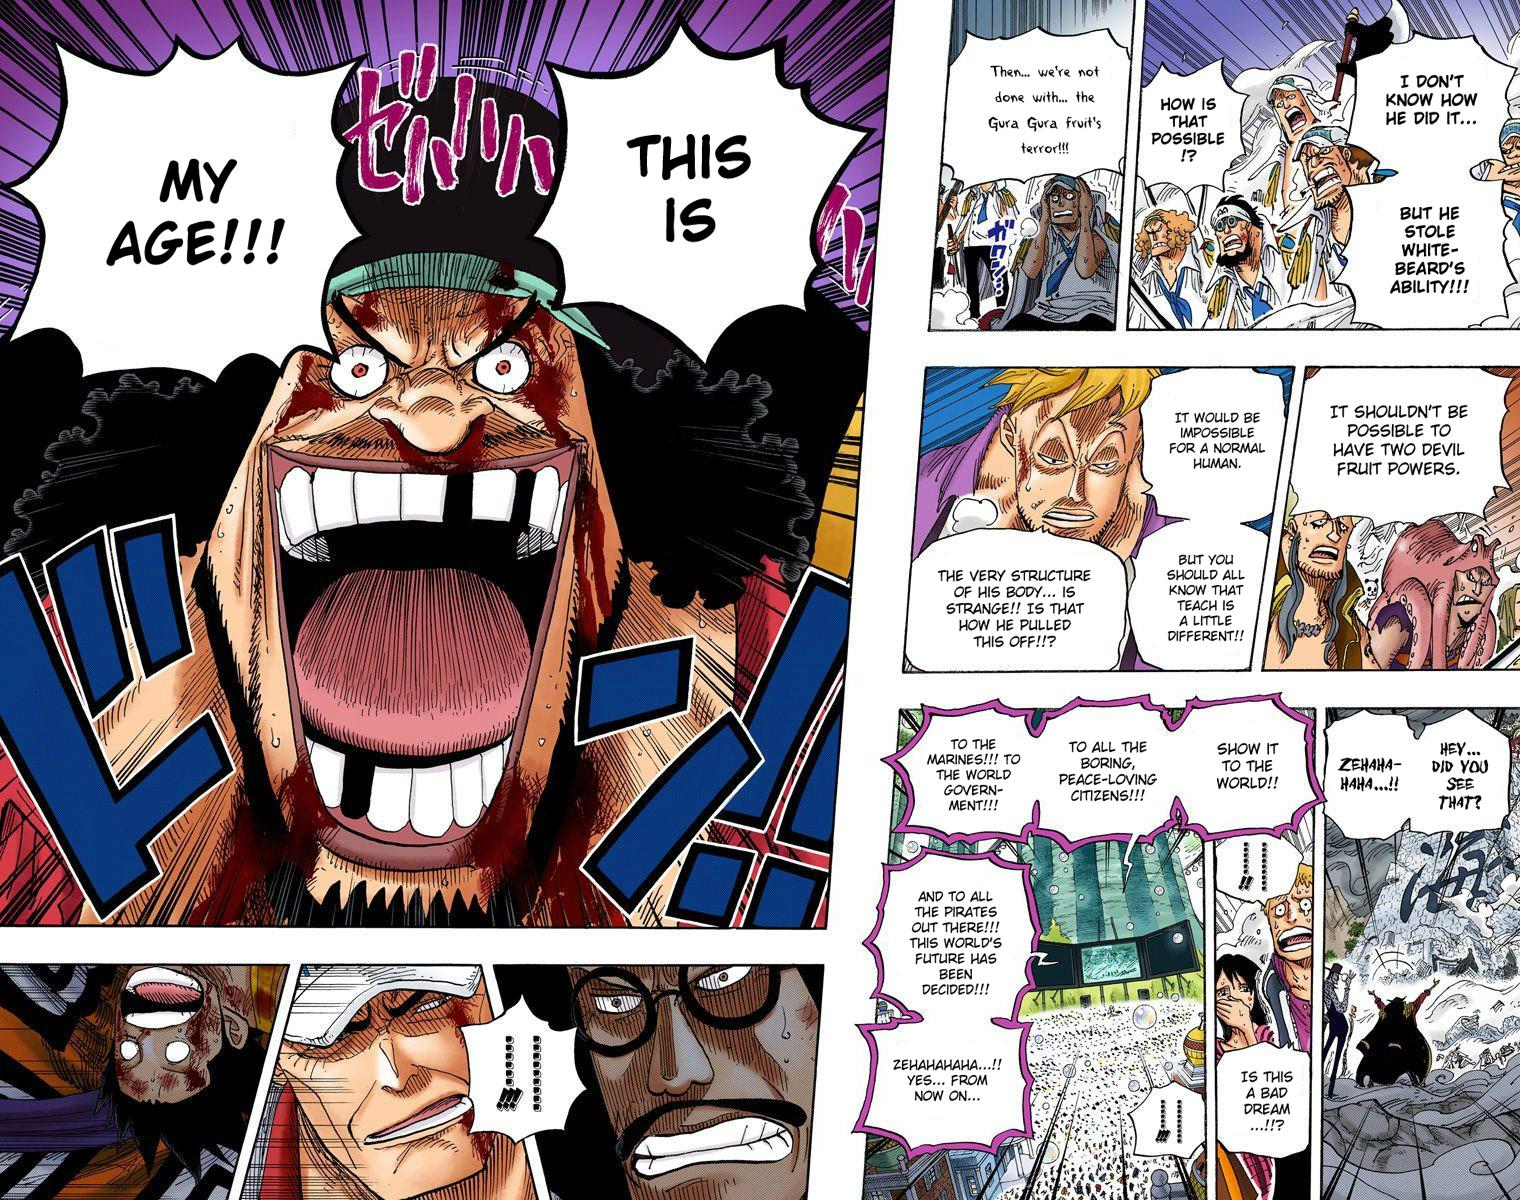 I DON'T
KNOW HOW
HE DID IT...
BUT HE
STOLE
WHITE-
BEARD'S
ABILITY!!!
HOW IS
THAT
POSSIBLE
!?
Then... we're not
done with... the
Gura Gura fruit's
terror!!!
ガクン…
IT SHOULDN'T BE
POSSIBLE TO
HAVE TWO DEVIL
FRUIT POWERS.
IT WOULD BE
IMPOSSIBLE
FOR A NORMAL
HUMAN.
BUT YOU
SHOULD ALL
KNOW THAT
TEACH IS
A LITTLE
DIFFERENT!!
THE VERY STRUCTURE
OF HIS BODY... IS
STRANGE!! IS THAT
HOW HE PULLED
THIS OFF!!?
HEY...
DID YOU
SEE
THAT?
ZEHAHA-
HAHA...!!
海
SHOW IT
TO THE
WORLD!!
TO ALL THE
BORING,
PEACE-LOVING
CITIZENS!!!
TO THE
MARINES!!! TO
THE WORLD
GOVERN-
MENT!!!
IS THIS
A BAD
DREAM
...!!?
AND TO ALL
THE PIRATES
OUT THERE!!!
THIS WORLD'S
FUTURE HAS
BEEN
DECIDED!!!
ZEHAHAHAHA...!!
YES... FROM
NOW ON...
THIS
IS
ゼハハハハ
MY
AGE!!!
ドン!!